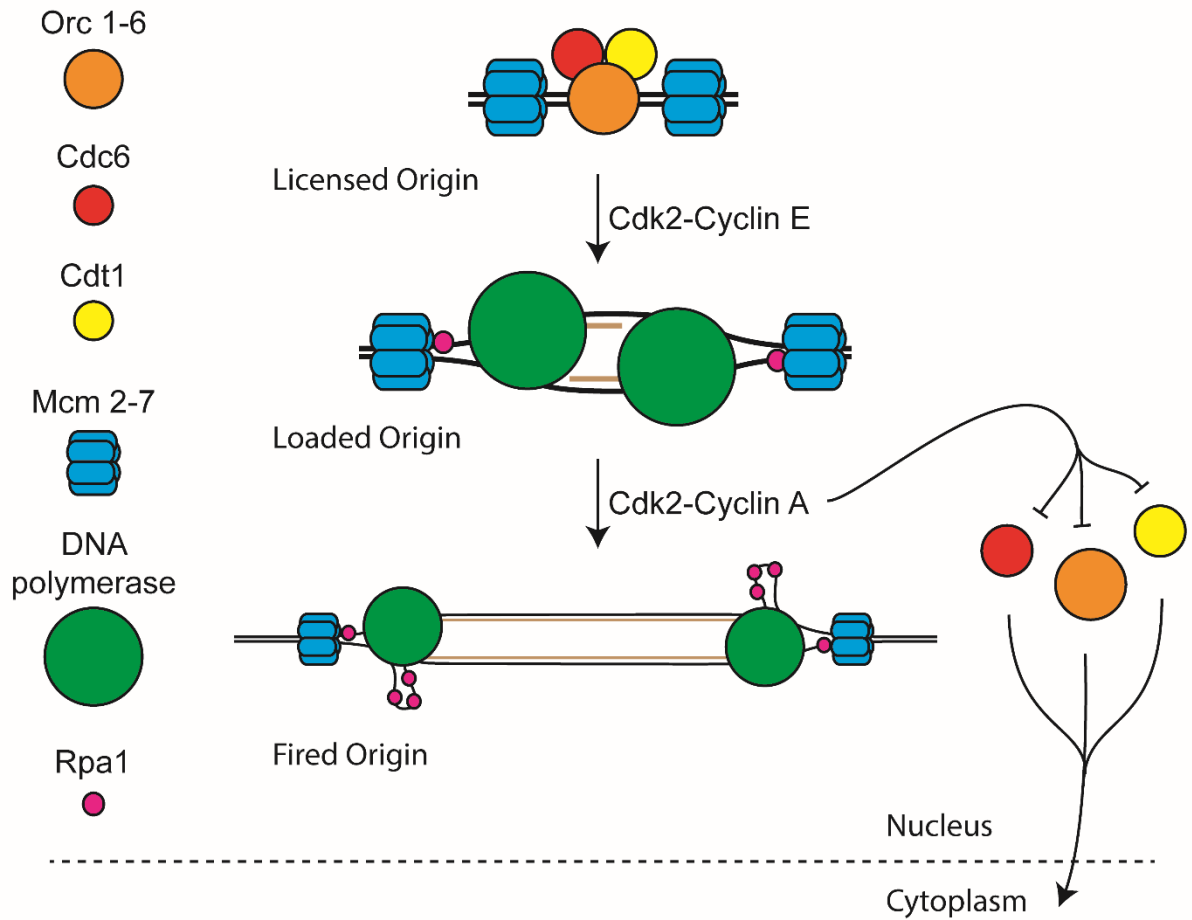 Orc 1-6
Cdc6
Cdt1
Mcm 2-7
DNA
polymerase
Rpa1
Licensed Origin
Cdk2-Cyclin E
Loaded Origin
Cdk2-Cyclin A
Fired Origin
Nucleus
Cytoplasm